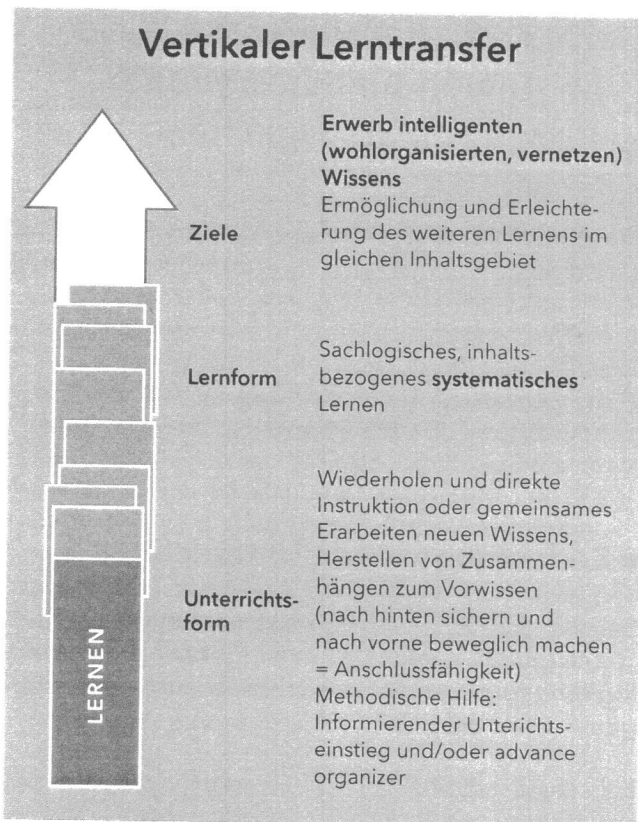 Vertikaler Lerntransfer
Ziele
Erwerb intelligenten
(wohlorganisierten, vernetzen)
Wissens
Ermöglichung und Erleichte-
rung des weiteren Lernens im
gleichen Inhaltsgebiet
Lernform
Sachlogisches, inhalts-
bezogenes systematisches
Lernen
Unterrichts-
form
Wiederholen und direkte
Instruktion oder gemeinsames
Erarbeiten neuen Wissens,
Herstellen von Zusammen-
hängen zum Vorwissen
(nach hinten sichern und
nach vorne beweglich machen
= Anschlussfähigkeit)
Methodische Hilfe:
Informierender Unterichts-
einstieg und/oder advance
organizer
LERNEN